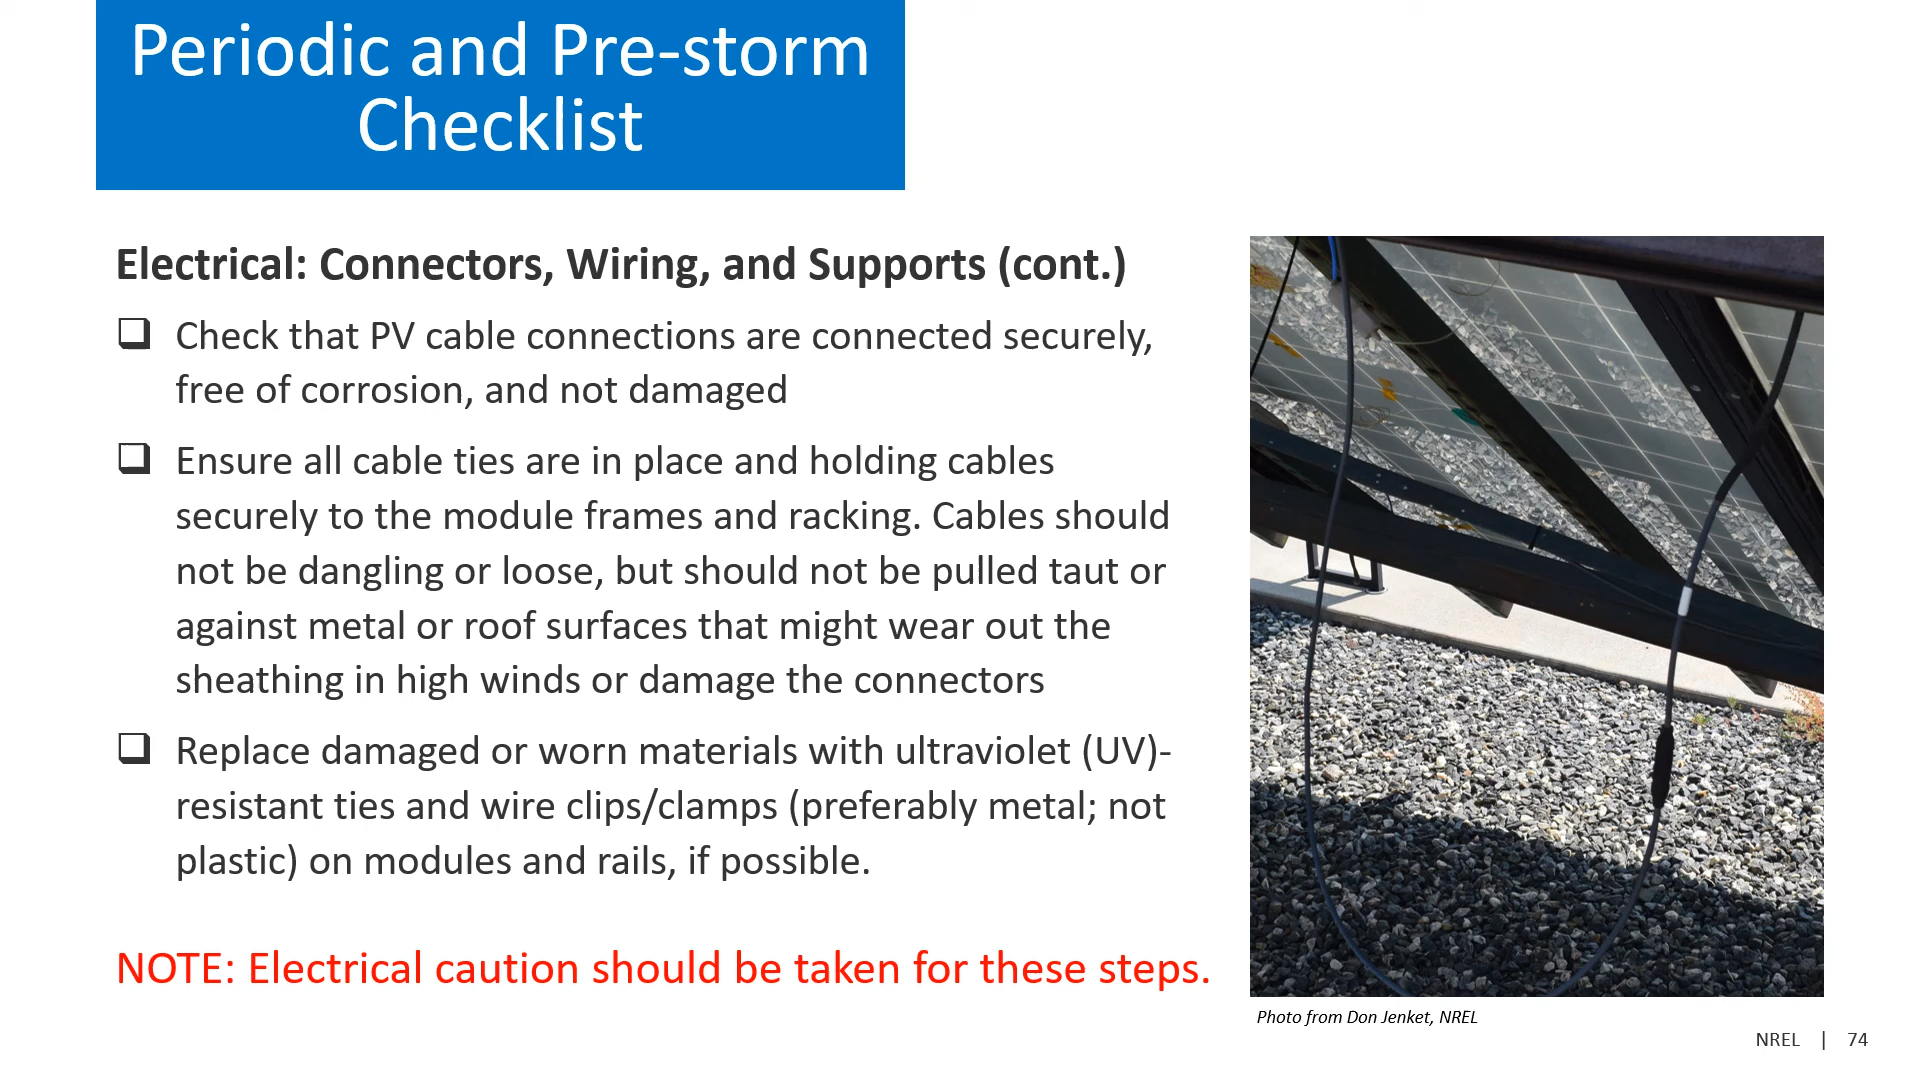 Periodic and Pre-storm
Checklist
Electrical: Connectors, Wiring, and Supports (cont.)
❑ Check that PV cable connections are connected securely,
free of corrosion, and not damaged
❑ Ensure all cable ties are in place and holding cables
securely to the module frames and racking. Cables should
not be dangling or loose, but should not be pulled taut or
against metal or roof surfaces that might wear out the
sheathing in high winds or damage the connectors
❑ Replace damaged or worn materials with ultraviolet (UV)-
resistant ties and wire clips/clamps (preferably metal; not
plastic) on modules and rails, if possible.
NOTE: Electrical caution should be taken for these steps.
Photo from Don Jenket, NREL
NREL | 74